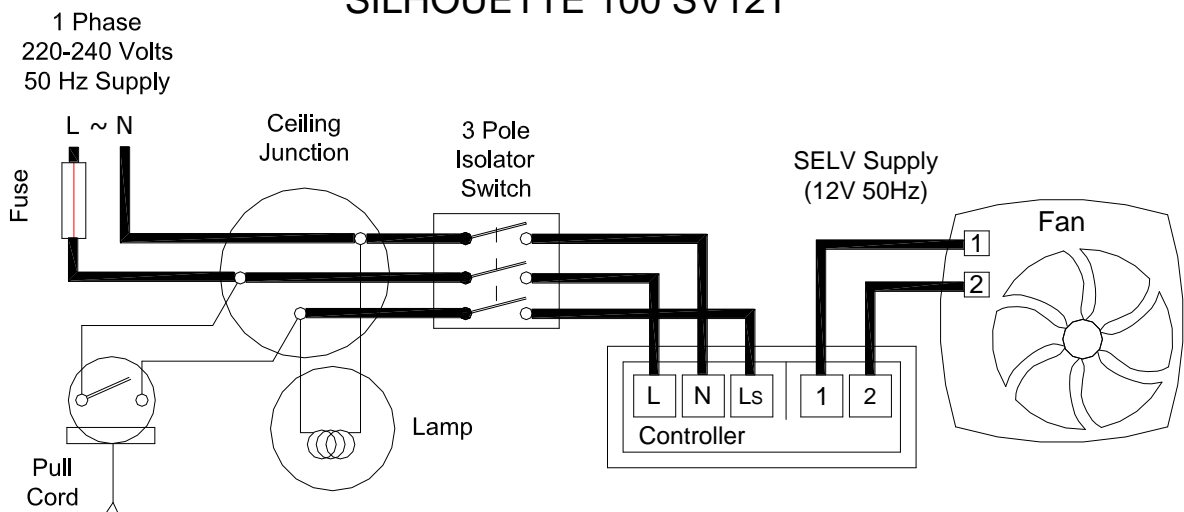 SILHOUETTE 100 SV12T
1 Phase
220-240 Volts
50 Hz Supply
L ~ N
Fuse
Ceiling
Junction
3 Pole
Isolator
Switch
SELV Supply
(12V 50Hz)
Fan
1
2
L
N
Ls
1
2
Controller
Lamp
Pull
Cord